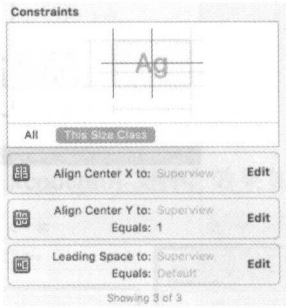 Constraints
Ag
All This Size Class
Align Center X to: Superview Edit
Align Center Y to: Superview
Equals: 1 Edit
Leading Space to: Superview
Equals: Default Edit
Showing 3 of 3